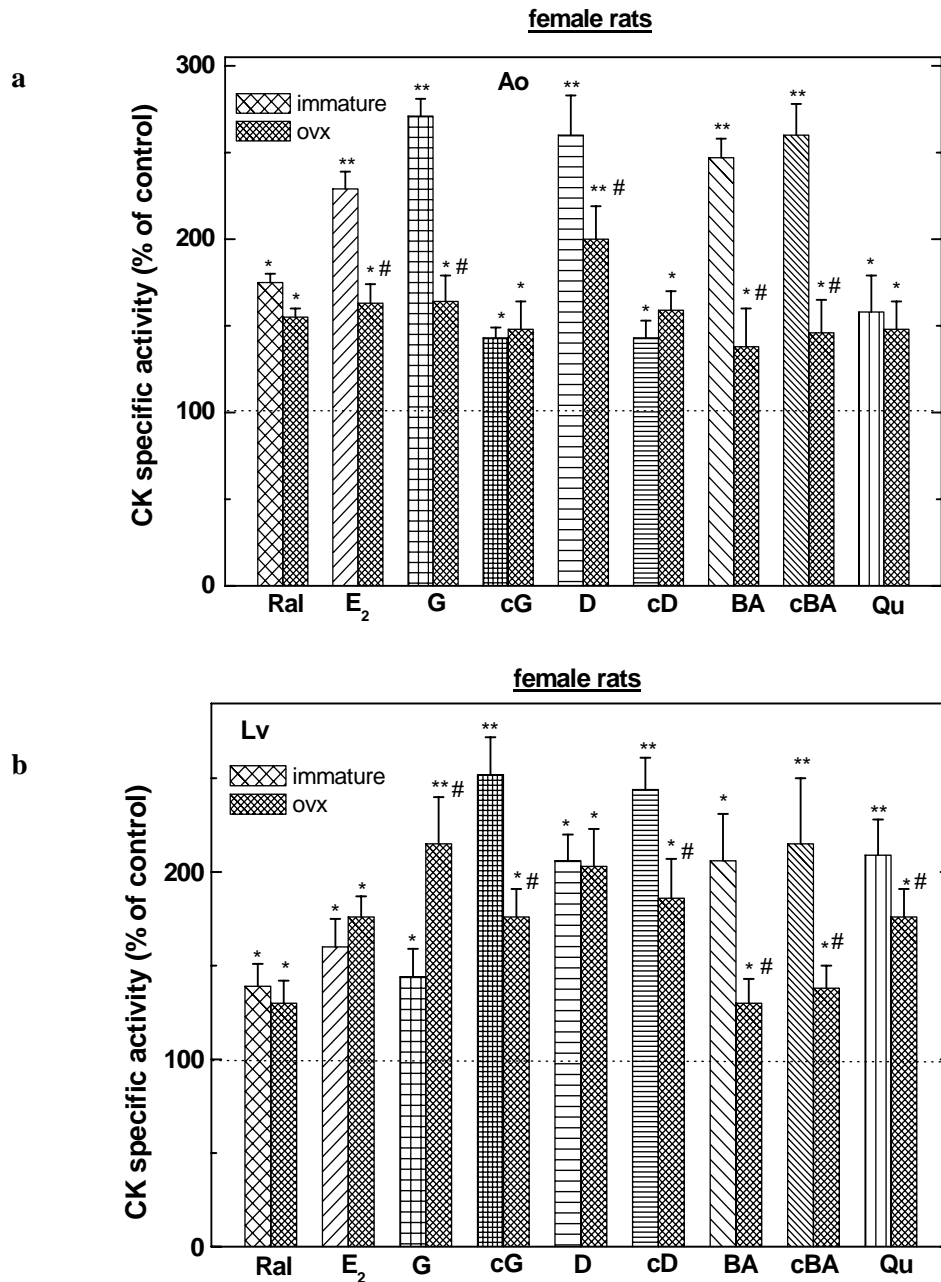 female rats
a
300
Ao
immature
ovx
** ** ** ** **
** #
* * * # * # * * * * * # * # * *
200
100
0
CK specific activity (% of control)
Ral E₂ G cG D cD BA cBA Qu
female rats
b
Lv
immature
ovx
** ** ** **
** # * * * * **
* * * * * * # * # * # * # * #
200
100
0
CK specific activity (% of control)
Ral E₂ G cG D cD BA cBA Qu